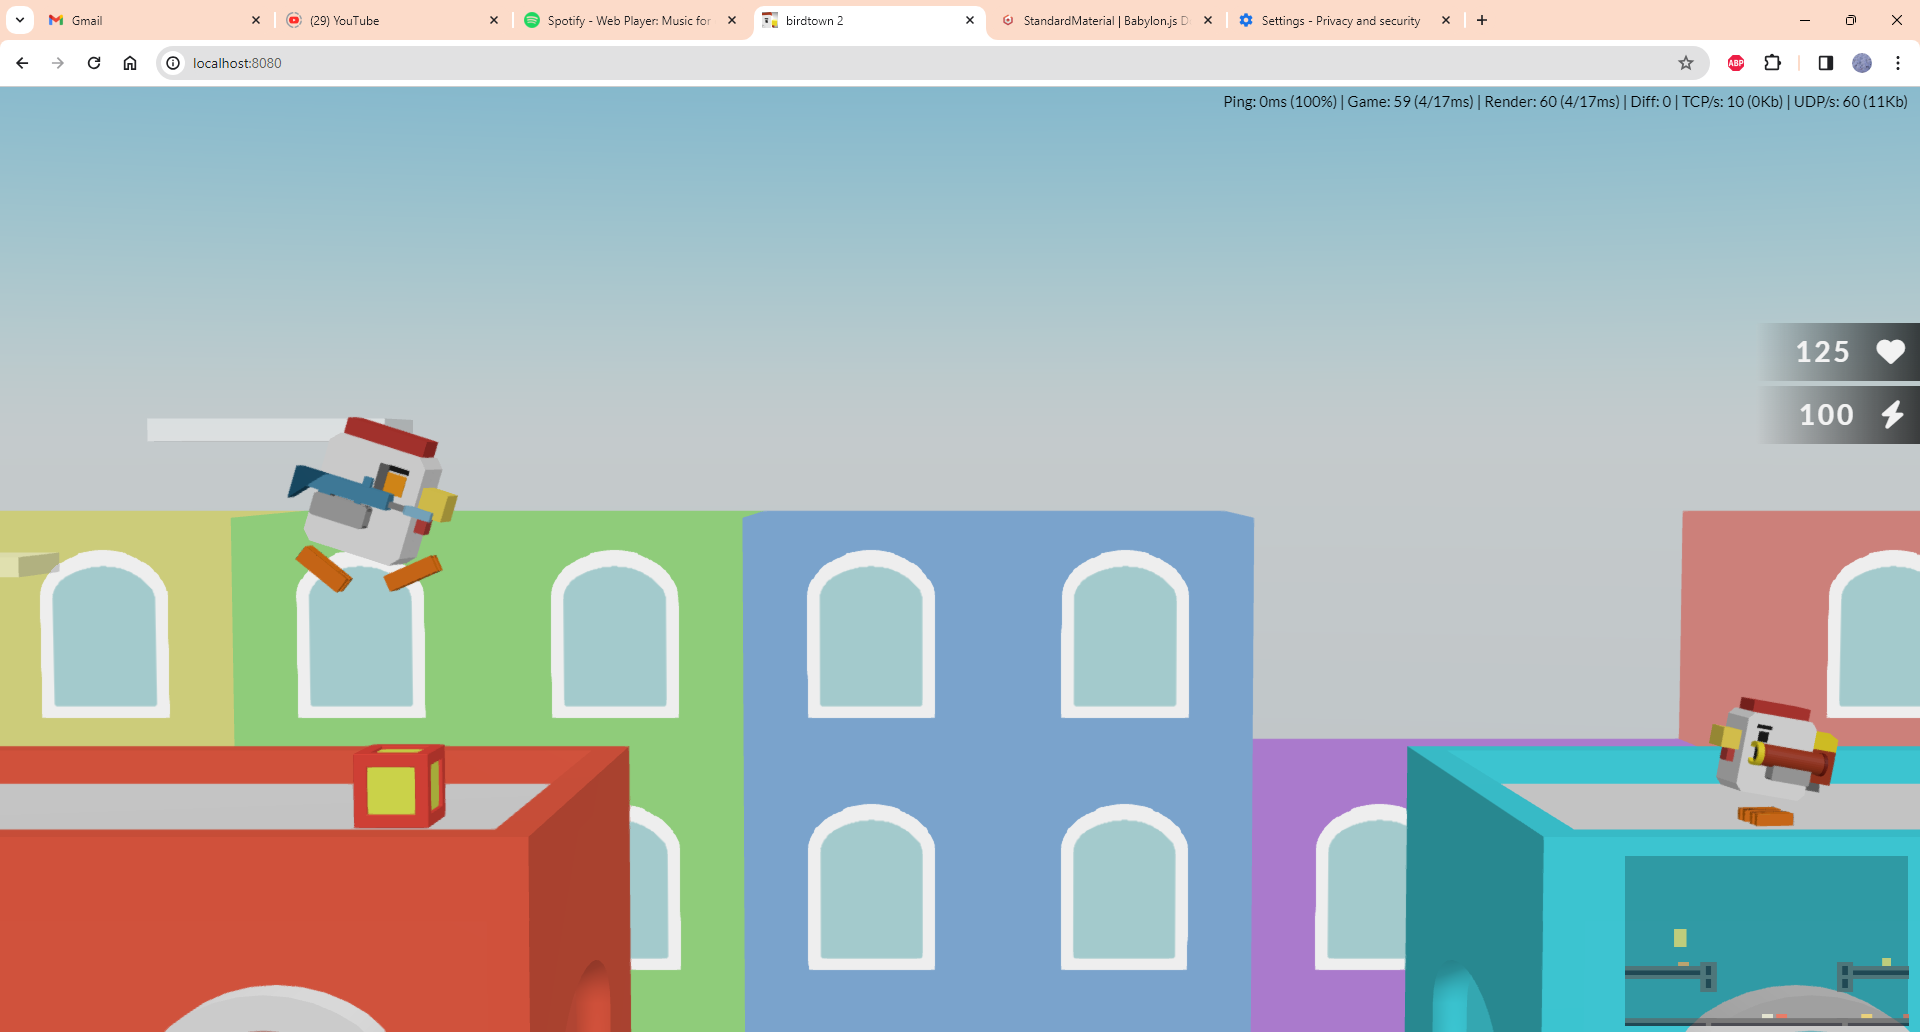 Gmail
(29) YouTube
Spotify - Web Player: Music for
birdtown 2
StandardMaterial | Babylon.js D
Settings - Privacy and security
localhost:8080
ABP
Ping: 0ms (100%) | Game: 59 (4/17ms) | Render: 60 (4/17ms) | Diff: 0 | TCP/s: 10 (0Kb) | UDP/s: 60 (11Kb)
125
100